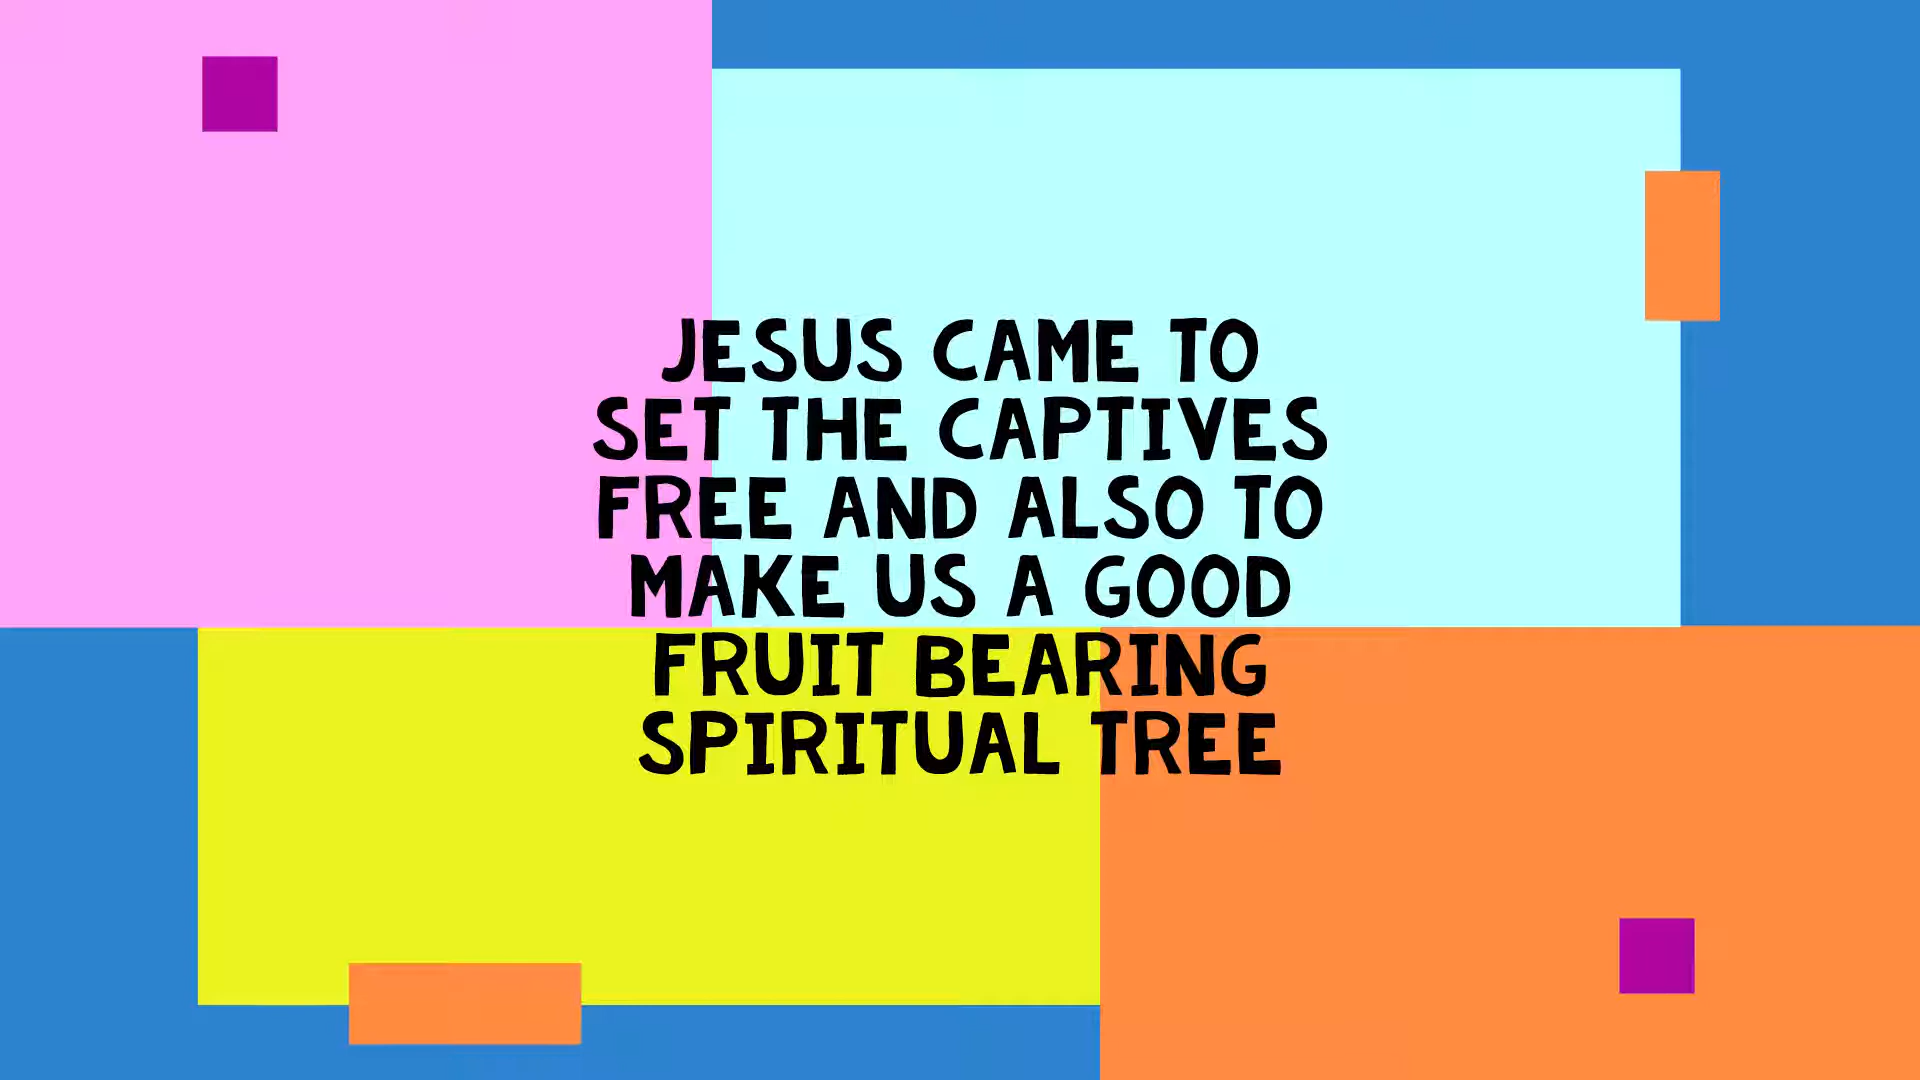 JESUS CAME TO
SET THE CAPTIVES
FREE AND ALSO TO
MAKE US A GOOD
FRUIT BEARING
SPIRITUAL TREE